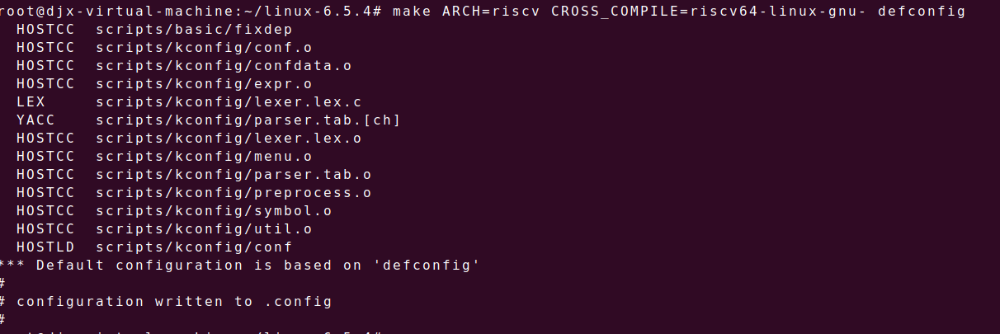 root@djx-virtual-machine:~/linux-6.5.4# make ARCH=riscv CROSS_COMPILE=riscv64-linux-gnu- defconfig
  HOSTCC  scripts/basic/fixdep
  HOSTCC  scripts/kconfig/conf.o
  HOSTCC  scripts/kconfig/confdata.o
  HOSTCC  scripts/kconfig/expr.o
  LEX     scripts/kconfig/lexer.lex.c
  YACC    scripts/kconfig/parser.tab.[ch]
  HOSTCC  scripts/kconfig/lexer.lex.o
  HOSTCC  scripts/kconfig/menu.o
  HOSTCC  scripts/kconfig/parser.tab.o
  HOSTCC  scripts/kconfig/preprocess.o
  HOSTCC  scripts/kconfig/symbol.o
  HOSTCC  scripts/kconfig/util.o
  HOSTLD  scripts/kconfig/conf
*** Default configuration is based on 'defconfig'
#
# configuration written to .config
#